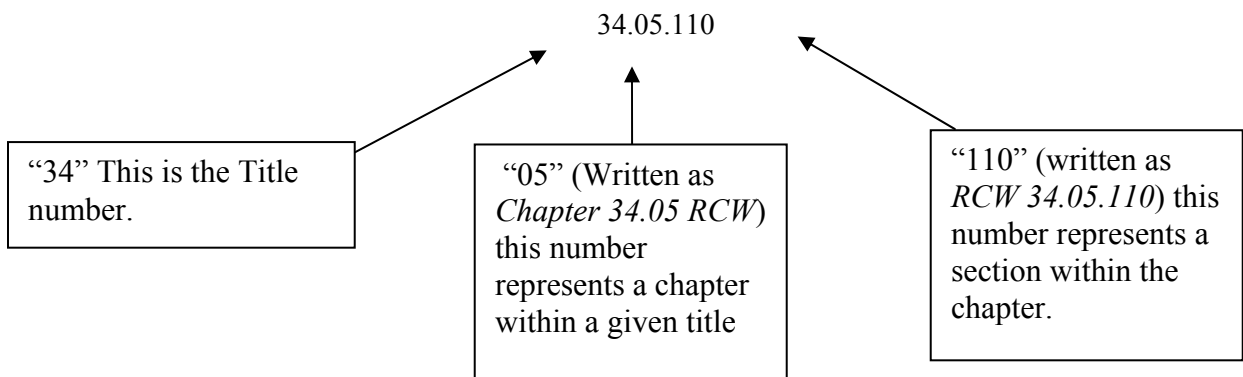 34.05.110
“34” This is the Title
number.
“05” (Written as
Chapter 34.05 RCW)
this number
represents a chapter
within a given title
“110” (written as
RCW 34.05.110) this
number represents a
section within the
chapter.